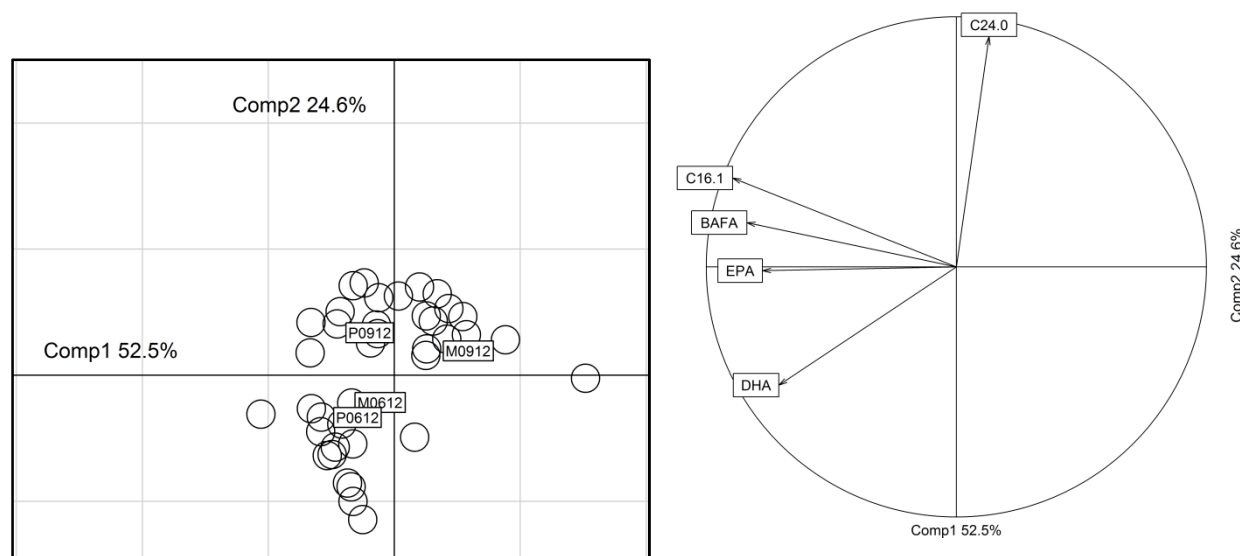 Comp2 24.6%
Comp1 52.5%
P0912
M0912
M0612
P0612
C24.0
C16.1
BAFA
EPA
DHA
Comp1 52.5%
Comp2 24.6%